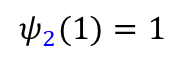 ψ₂(1) = 1